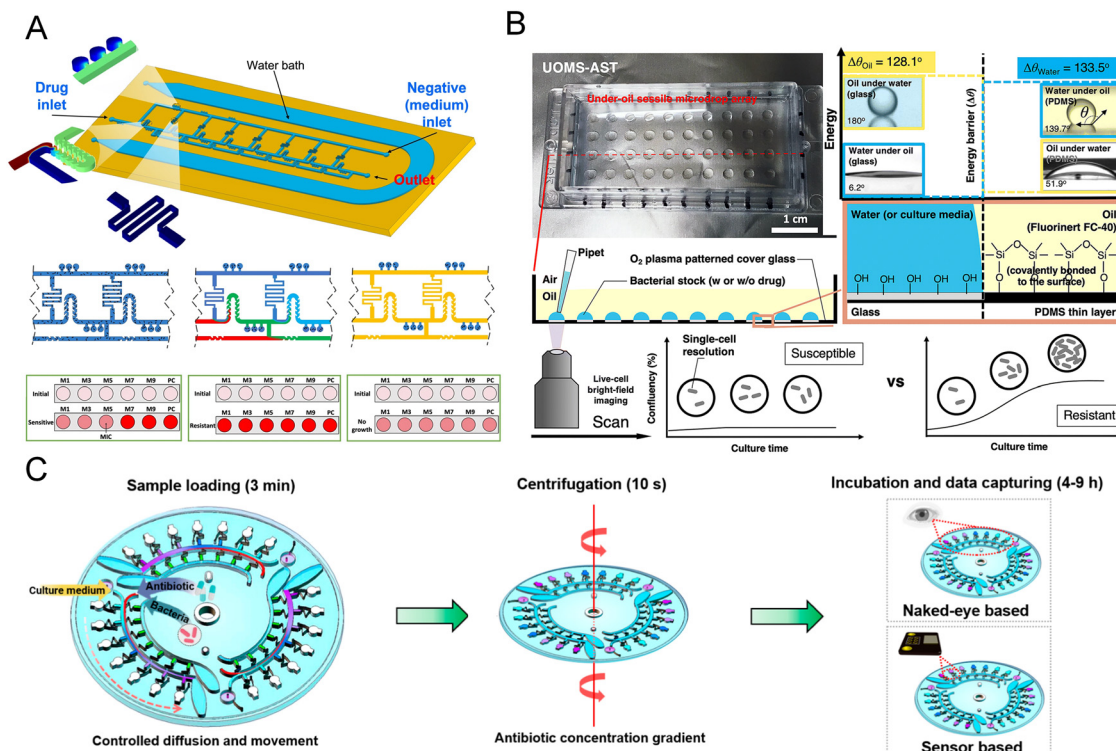 A
Water bath
Drug
inlet
Negative
(medium)
inlet
Outlet
M1 M3 M5 M7 M9 PC
Initial
M1 M3 M5 M7 M9 PC
Sensitive
MIC
M1 M3 M5 M7 M9 PC
Initial
M1 M3 M5 M7 M9 PC
Resistant
M1 M3 M5 M7 M9 PC
Initial
M1 M3 M5 M7 M9 PC
No
growth
B
UOMS-AST
Under-oil sessile microdrop array
1 cm
Energy
ΔθOil = 128.1°
Oil under water
(glass)
180°
Water under oil
(glass)
6.2°
Energy barrier (Δθ)
ΔθWater = 133.5°
Water under oil
(PDMS)
θ
139.7°
Oil under water
(PDMS)
51.9°
Pipet
Air
Oil
O2 plasma patterned cover glass
Bacterial stock (w or w/o drug)
Water (or culture media)
OH OH OH OH OH
Glass
Oil
(Fluorinert FC-40)
Si O Si Si O Si
O O O O
(covalently bonded
to the surface)
PDMS thin layer
Live-cell
bright-field
imaging
Scan
Single-cell
resolution
Susceptible
Confluency (%)
Culture time
vs
Resistant
Culture time
C
Sample loading (3 min)
Culture medium
Antibiotic
Bacteria
Controlled diffusion and movement
Centrifugation (10 s)
Antibiotic concentration gradient
Incubation and data capturing (4-9 h)
Naked-eye based
Sensor based